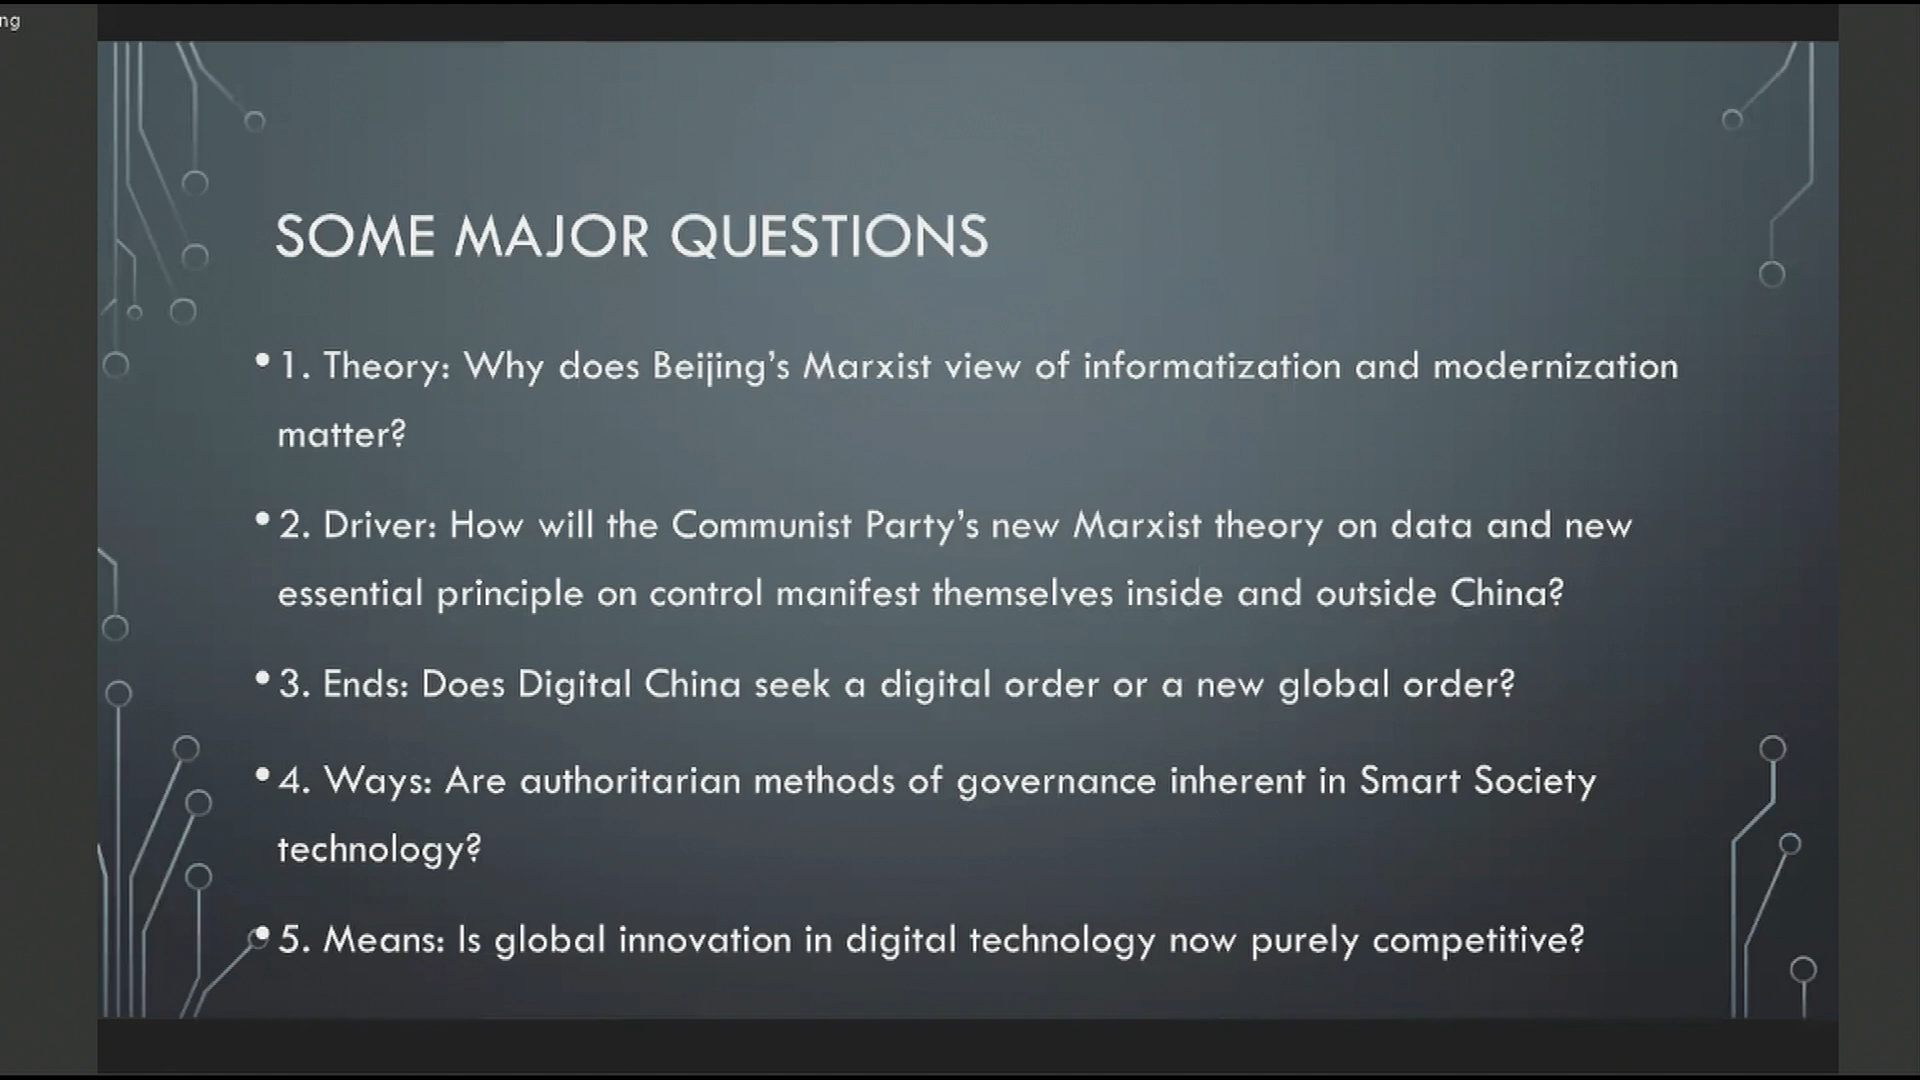 ng
SOME MAJOR QUESTIONS
• 1. Theory: Why does Beijing’s Marxist view of informatization and modernization
matter?
• 2. Driver: How will the Communist Party’s new Marxist theory on data and new
essential principle on control manifest themselves inside and outside China?
• 3. Ends: Does Digital China seek a digital order or a new global order?
• 4. Ways: Are authoritarian methods of governance inherent in Smart Society
technology?
• 5. Means: Is global innovation in digital technology now purely competitive?